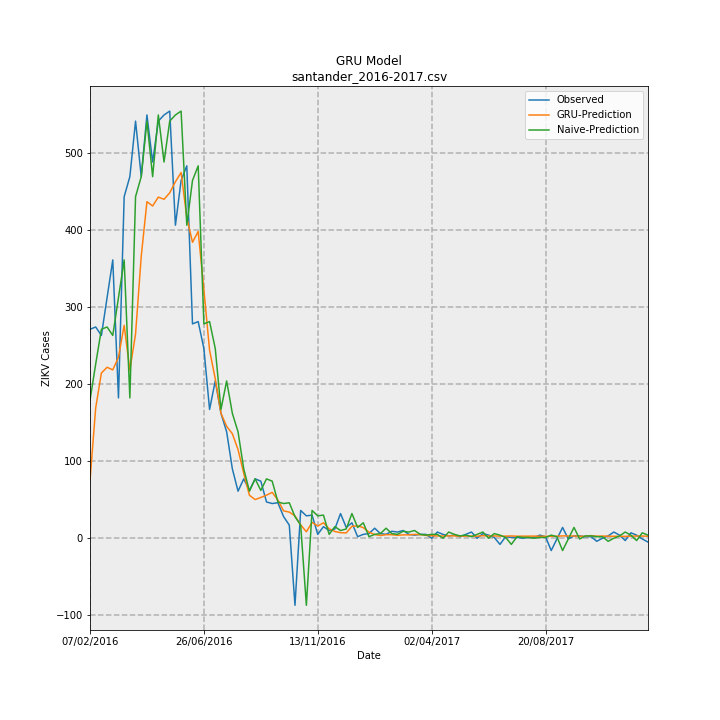 GRU Model
santander_2016-2017.csv
Observed
GRU-Prediction
Naive-Prediction
500
400
300
200
100
0
−100
ZIKV Cases
07/02/2016
26/06/2016
13/11/2016
02/04/2017
20/08/2017
Date